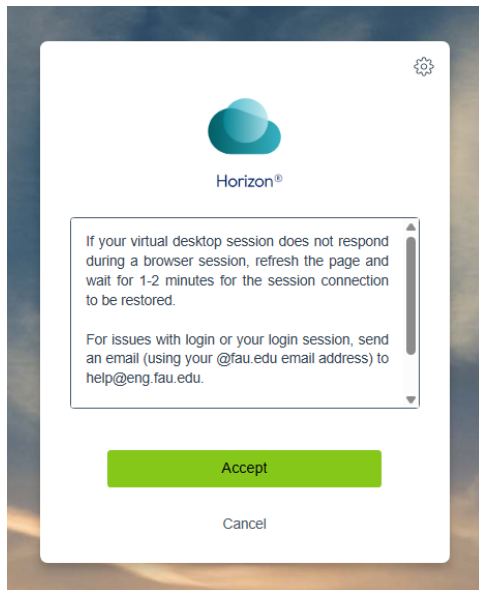 Horizon®
If your virtual desktop session does not respond
during a browser session, refresh the page and
wait for 1-2 minutes for the session connection
to be restored.
For issues with login or your login session, send
an email (using your @fau.edu email address) to
help@eng.fau.edu.
Accept
Cancel